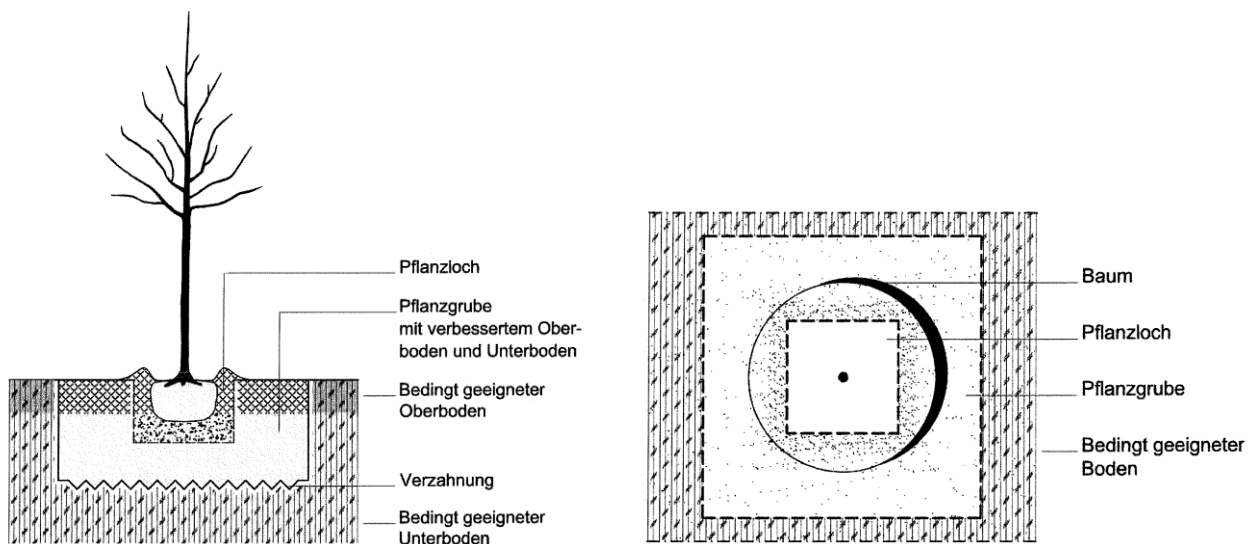 Pflanzloch
Pflanzgrube
mit verbessertem Ober-
boden und Unterboden
Bedingt geeigneter
Oberboden
Verzahnung
Bedingt geeigneter
Unterboden
Baum
Pflanzloch
Pflanzgrube
Bedingt geeigneter
Boden